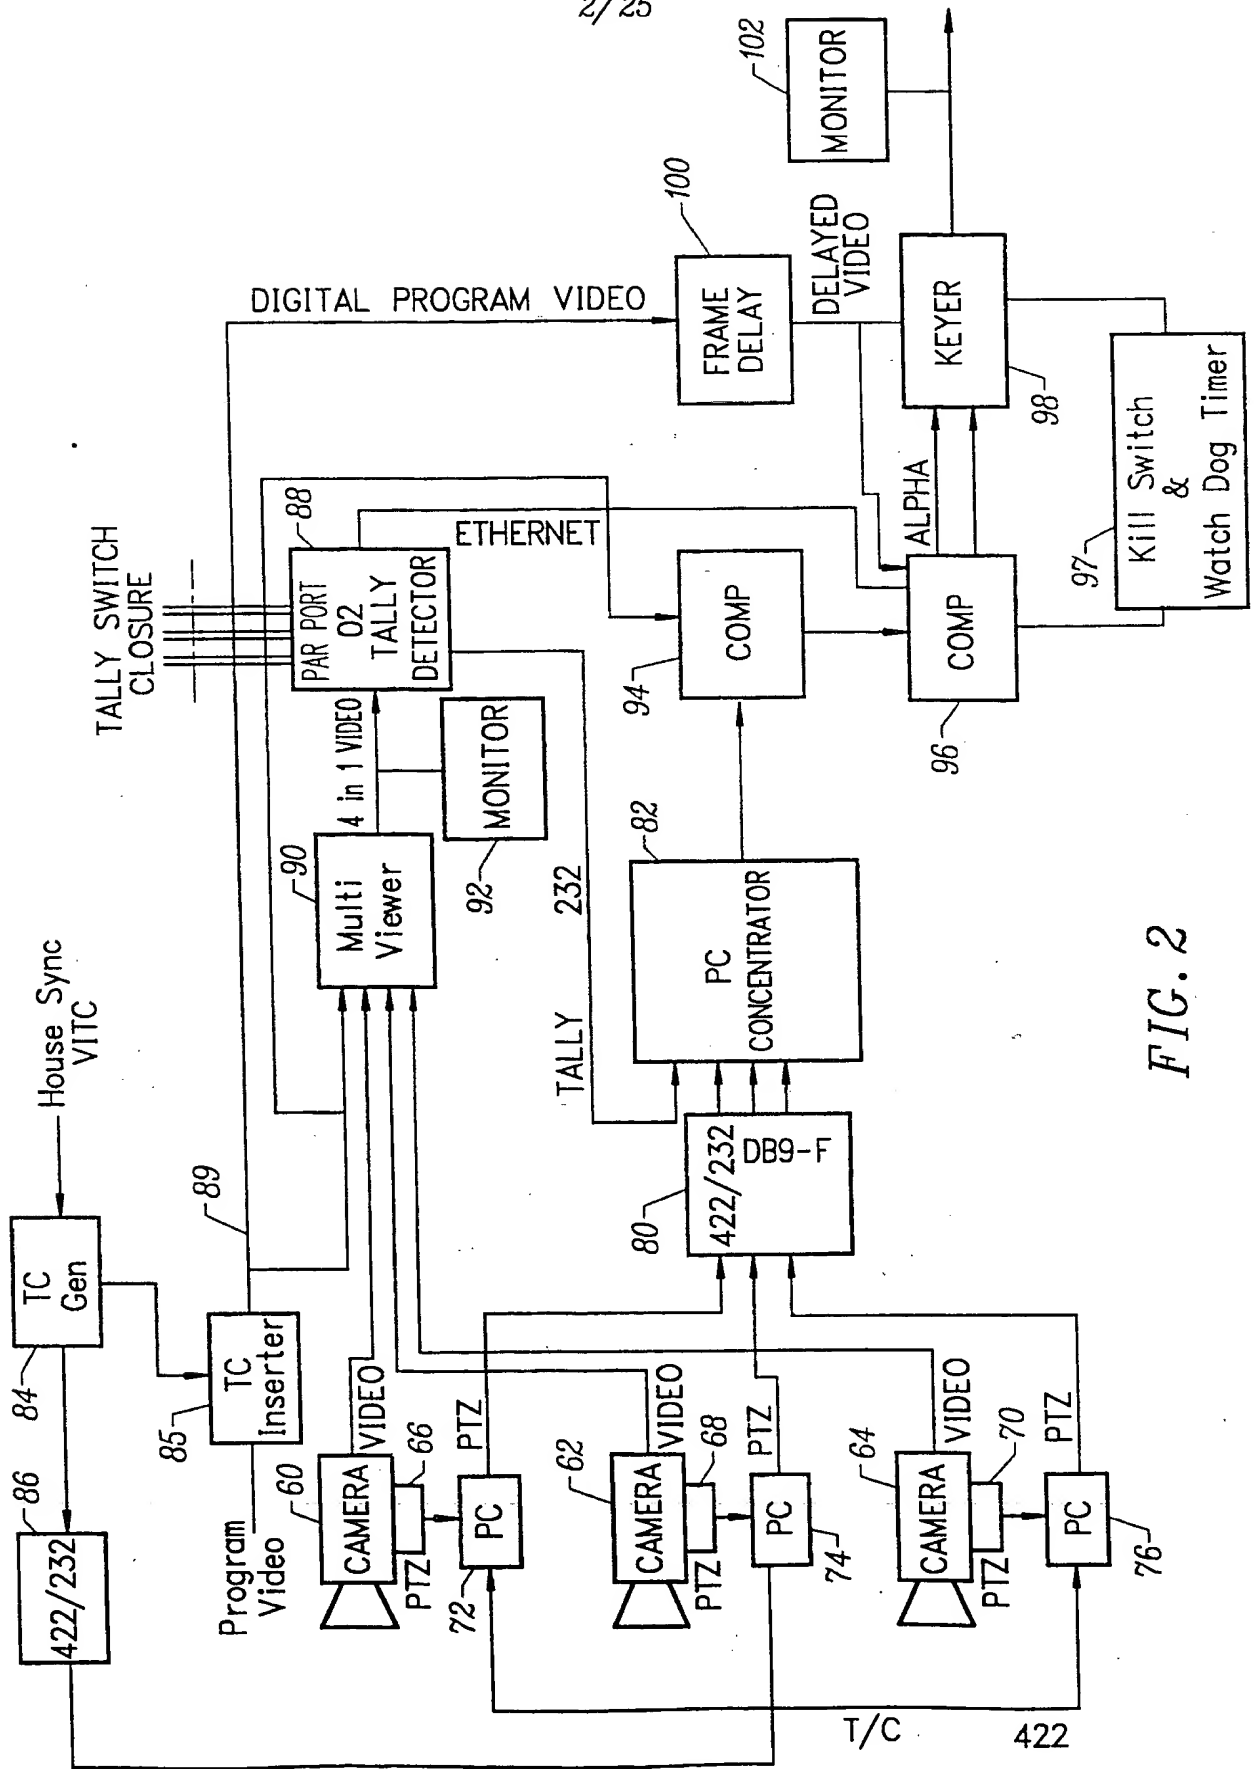 2/25
House Sync
VITC
TC
Gen
84
86
422/232
TC
Inserter
85
89
Program
Video
TALLY SWITCH
CLOSURE
DIGITAL PROGRAM VIDEO
PAR PORT
O2
TALLY
DETECTOR
88
ETHERNET
4 in 1 VIDEO
Multi
Viewer
90
MONITOR
92
TALLY
232
CAMERA
60
VIDEO
PTZ
66
PC
72
PTZ
CAMERA
62
VIDEO
PTZ
68
PC
74
PTZ
CAMERA
64
VIDEO
PTZ
70
PC
76
PTZ
T/C
422
422/232
DB9-F
80
PC
CONCENTRATOR
82
COMP
94
COMP
96
ALPHA
FRAME
DELAY
100
DELAYED
VIDEO
KEYER
98
MONITOR
102
Kill Switch
&
Watch Dog Timer
97
FIG. 2